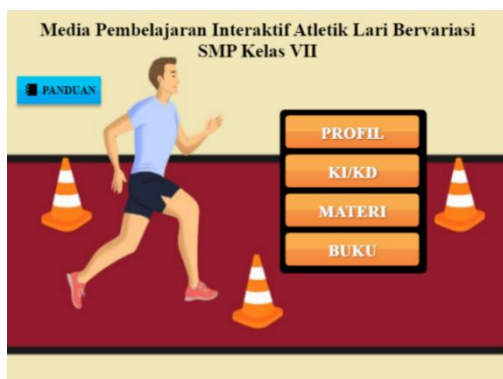 Media Pembelajaran Interaktif Atletik Lari Bervariasi
SMP Kelas VII
PANDUAN
PROFIL
KI/KD
MATERI
BUKU